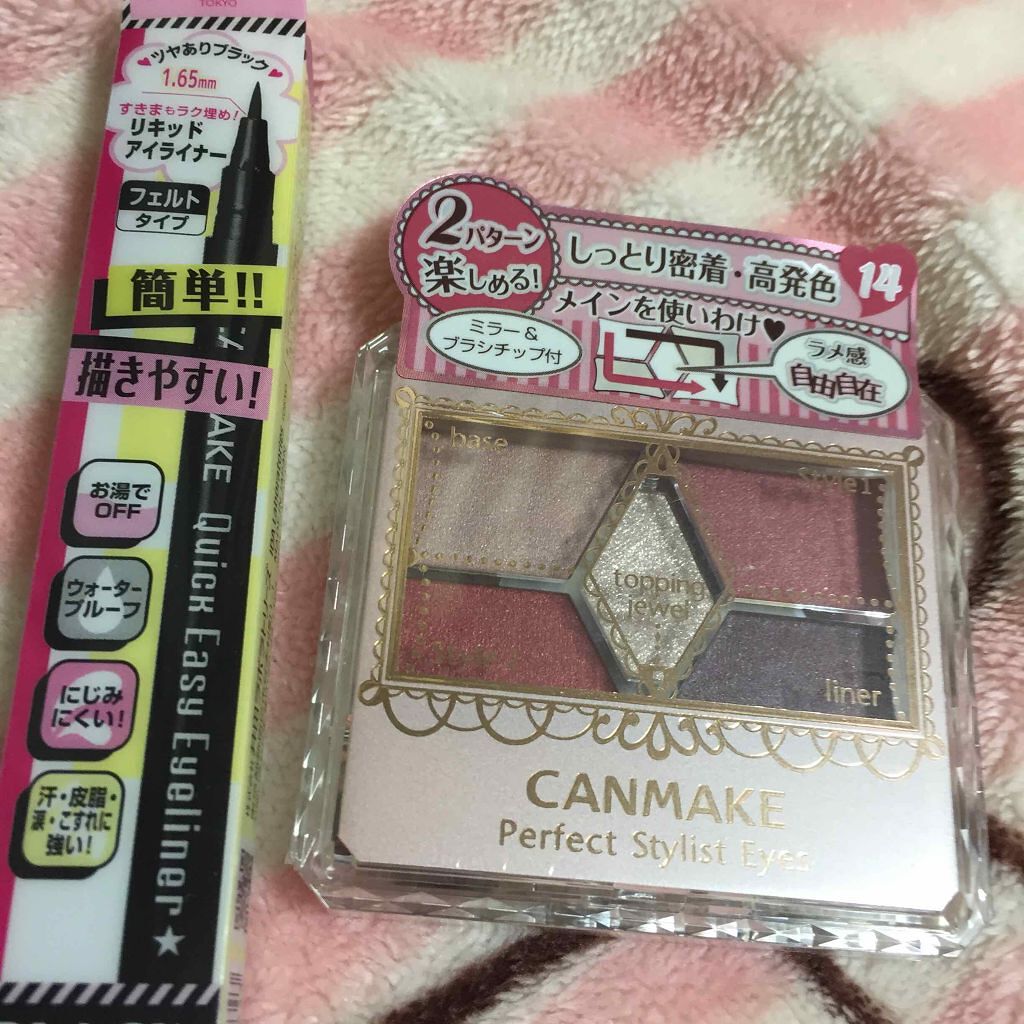 TOKYO
ツヤありブラック
1.65mm
すきまもラク埋め!
リキッド
アイライナー
フェルト
タイプ
簡単!!
描きやすい!
お湯で
OFF
ウォーター
プルーフ
にじみ
にくい!
汗・皮脂・
涙・こすれに
強い!
AKE Quick Easy Eyeliner★
2パターン
楽しめる!
しっとり密着・高発色
14
メインを使いわけ♥
ミラー&
ブラシチップ付
ラメ感
自由自在
base
Style1
topping
jewel
liner
CANMAKE
Perfect Stylist Eyes